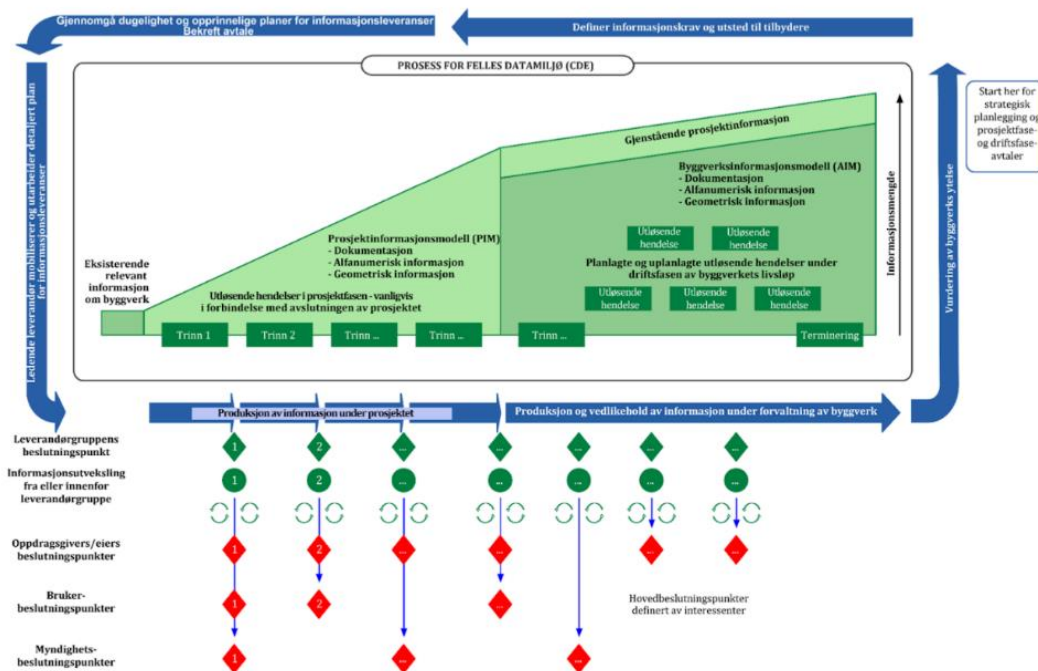 Gjennomgå dugelighet og opprinnelige planer for informasjonsleveranser
Bekreft avtale
Definer informasjonskrav og utsted til tilbydere
Ledende leverandør mobiliserer og utarbeider detaljert plan
for informasjonsleveranser
PROSESS FOR FELLES DATAMILJØ (CDE)
Start her for
strategisk
planlegging og
prosjektfase-
og driftsfase-
avtaler
Vurdering av byggverks ytelse
Informasjonsmengde
Gjenstående prosjektinformasjon
Byggverksinformasjonsmodell (AIM)
- Dokumentasjon
- Alfanumerisk informasjon
- Geometrisk informasjon
Utløsende
hendelse
Utløsende
hendelse
Prosjektinformasjonsmodell (PIM)
- Dokumentasjon
- Alfanumerisk informasjon
- Geometrisk informasjon
Planlagte og uplanlagte utløsende hendelser under
driftsfasen av byggverkets livsløp
Eksisterende
relevant
informasjon
om byggverk
Utløsende hendelser i prosjektfasen - vanligvis
i forbindelse med avslutningen av prosjektet
Utløsende
hendelse
Utløsende
hendelse
Utløsende
hendelse
Trinn 1
Trinn 2
Trinn ...
Trinn ...
Trinn ...
Terminering
Produksjon av informasjon under prosjektet
Produksjon og vedlikehold av informasjon under forvaltning av byggverk
Leverandørgruppens
beslutningspunkt
1
2
...
...
...
...
...
Informasjonsutveksling
fra eller innenfor
leverandørgruppe
1
2
...
...
...
...
...
Oppdragsgivers/eiers
beslutningspunkter
1
2
...
...
...
...
Bruker-
beslutningspunkter
1
2
...
Hovedbeslutningspunkter
definert av interessenter
Myndighets-
beslutningspunkter
1
...
...